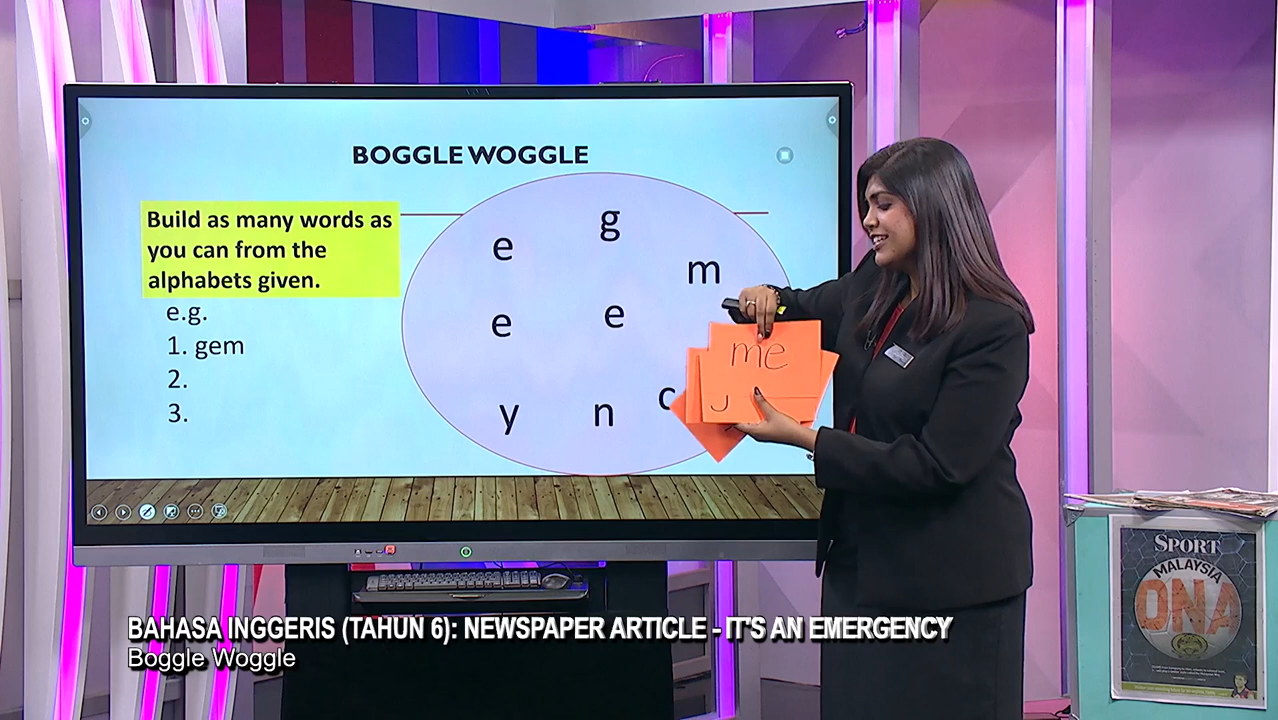 BOGGLE WOGGLE
Build as many words as
you can from the
alphabets given.
e.g.
1. gem
2.
3.
e
g
m
e
e
y
n
c
me
SPORT
MALAYSIA
DNA
BAHASA INGGERIS (TAHUN 6): NEWSPAPER ARTICLE - IT'S AN EMERGENCY
Boggle Woggle